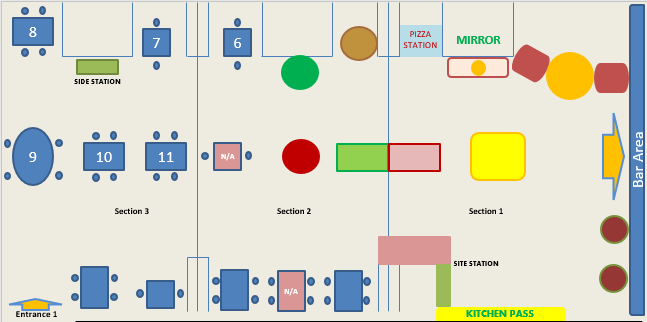 8
7
6
PIZZA
STATION
MIRROR
SIDE STATION
9
10
11
N/A
Bar Area
Section 3
Section 2
Section 1
SITE STATION
N/A
Entrance 1
KITCHEN PASS